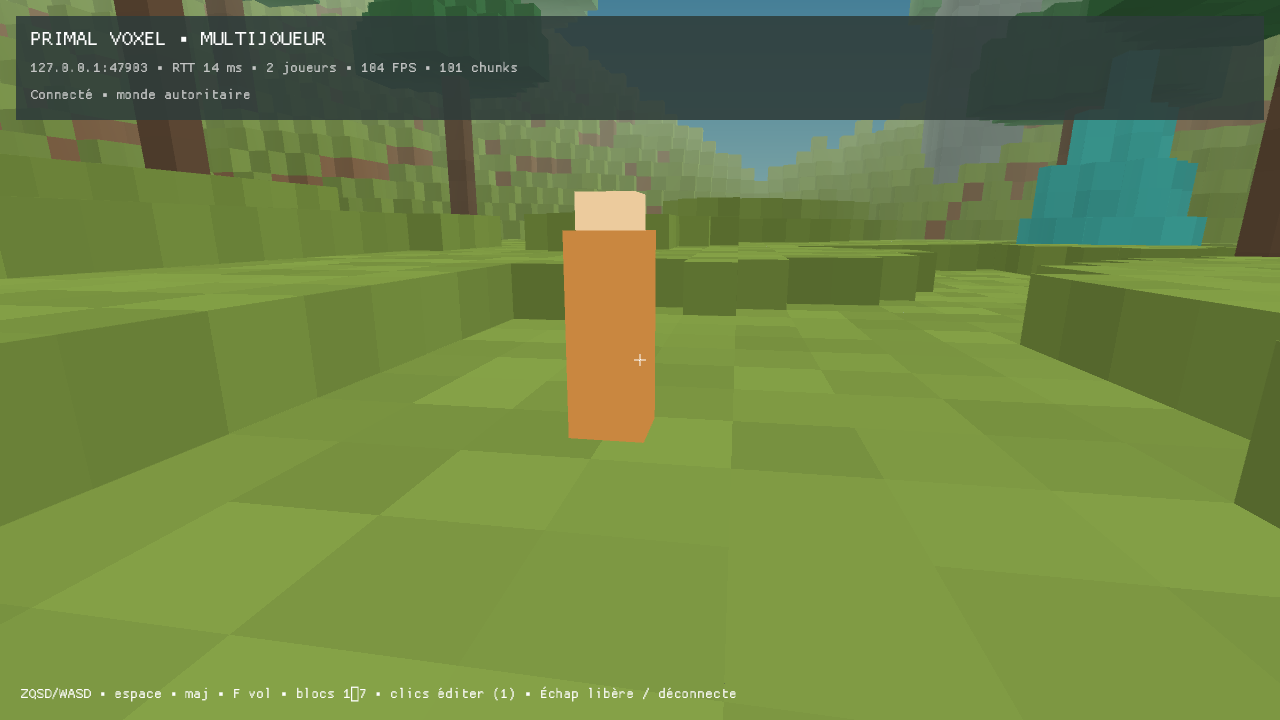 PRIMAL VOXEL ▪ MULTIJOUEUR
127.0.0.1:47903 ▪ RTT 14 ms ▪ 2 joueurs ▪ 104 FPS ▪ 101 chunks
Connecté ▪ monde autoritaire
ZQSD/WASD ▪ espace ▪ maj ▪ F vol ▪ blocs 1▯7 ▪ clics éditer (1) ▪ Échap libère / déconnecte